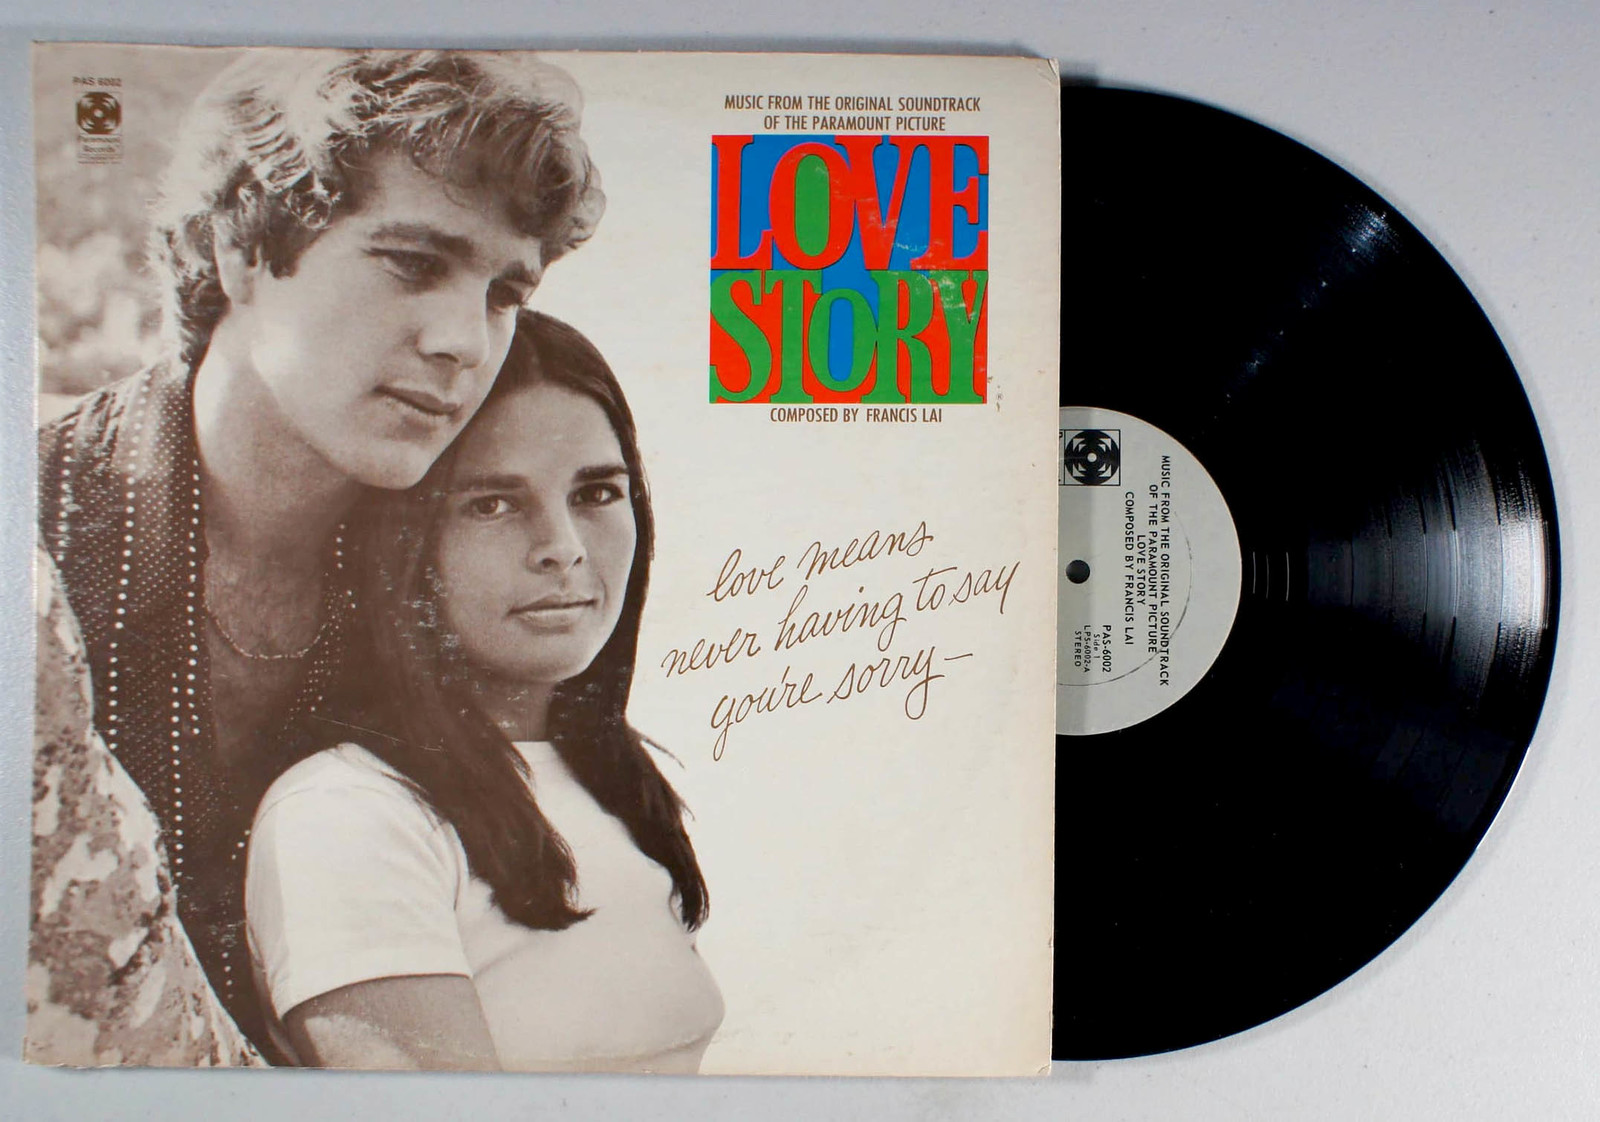 PAS 6002
Paramount
Records
MUSIC FROM THE ORIGINAL SOUNDTRACK
OF THE PARAMOUNT PICTURE
LOVE
STORY
COMPOSED BY FRANCIS LAI
love means
never having to say
you're sorry—
MUSIC FROM THE ORIGINAL SOUNDTRACK
OF THE PARAMOUNT PICTURE
LOVE STORY
COMPOSED BY FRANCIS LAI
PAS-6002
Side 1
LPS-6002-A
STEREO